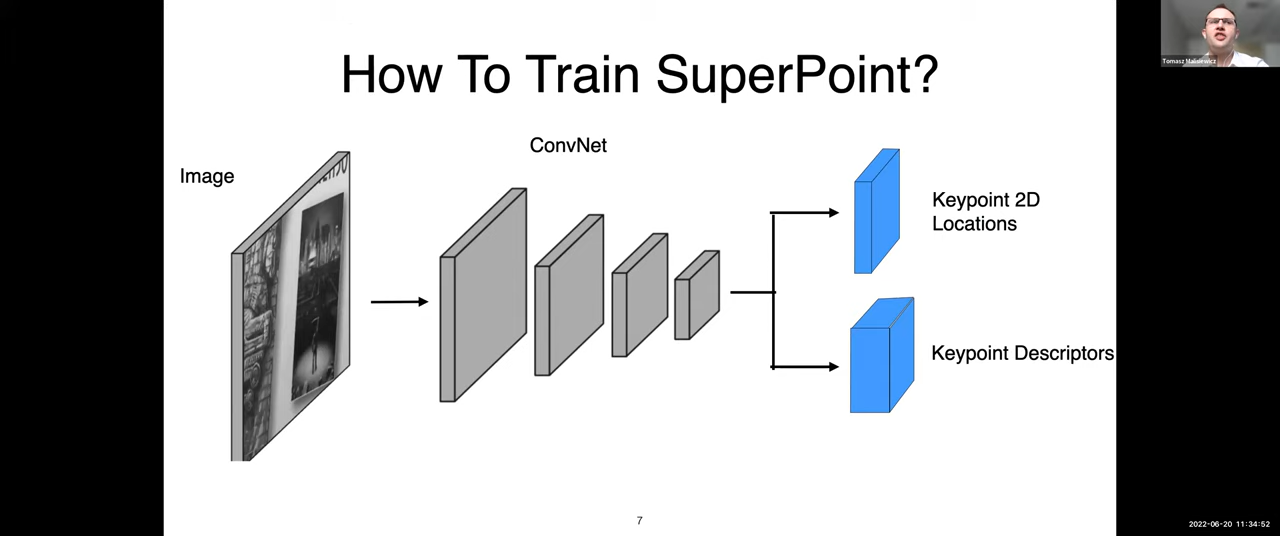 How To Train SuperPoint?
Tomasz Malisiewicz
ConvNet
Image
Keypoint 2D
Locations
Keypoint Descriptors
7
2022-06-20 11:34:52